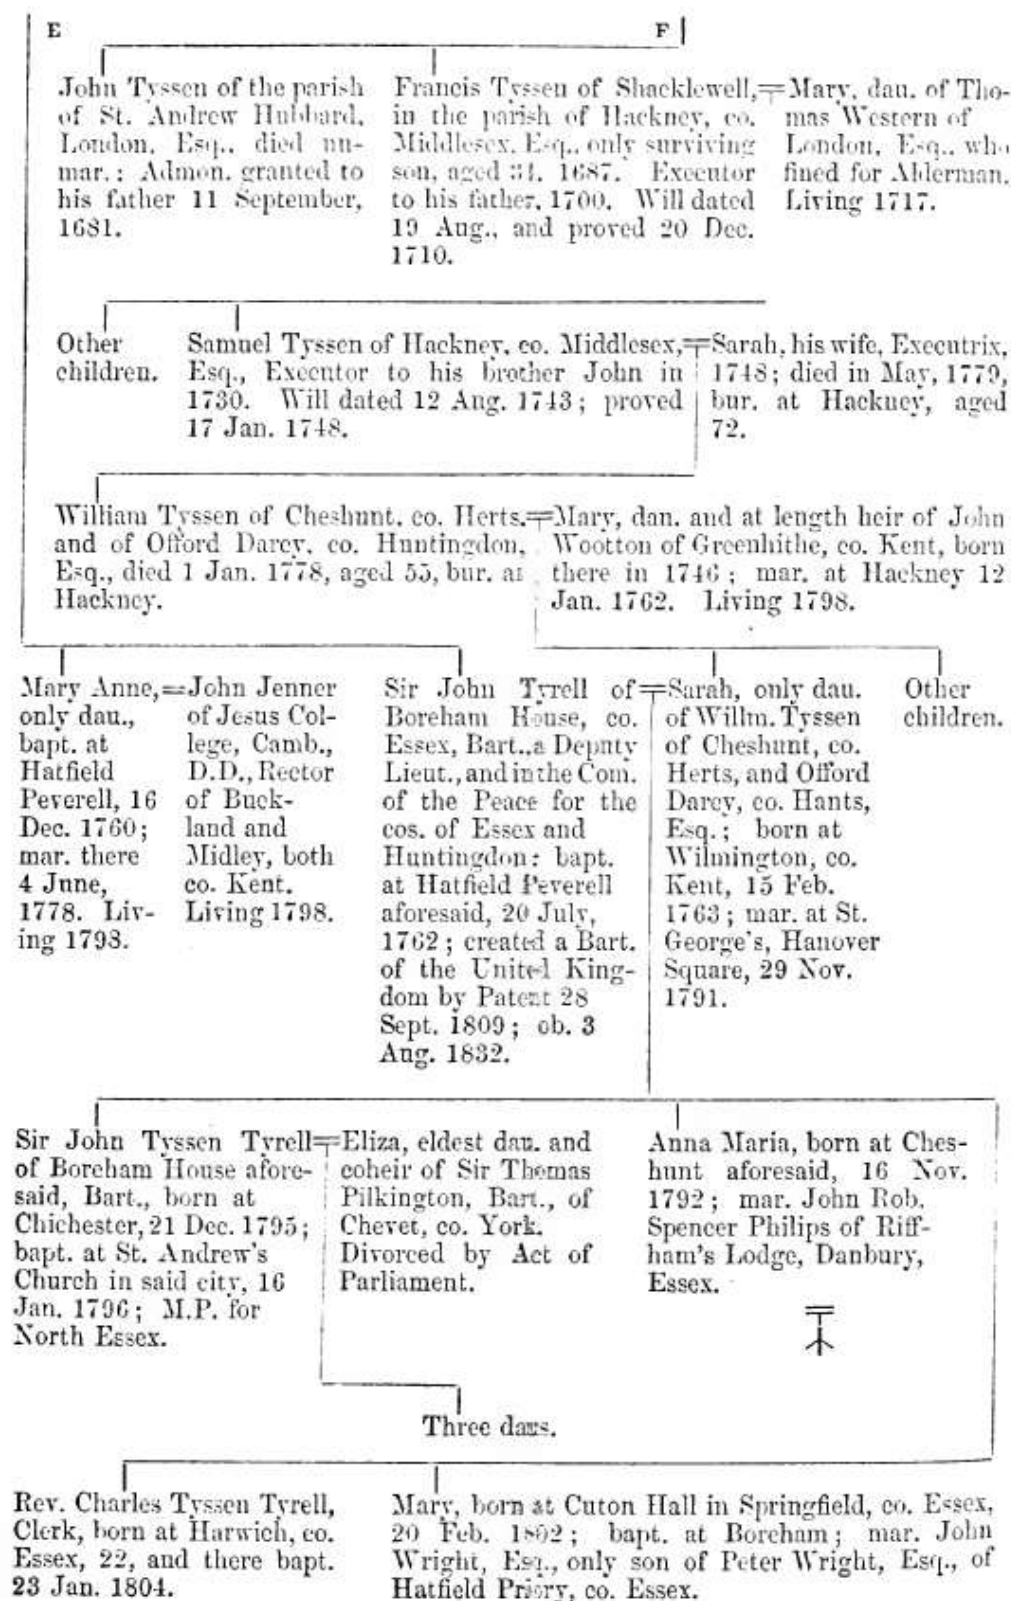 E
F
John Tyssen of the parish
of St. Andrew Hubbard,
London, Esq., died un-
mar.: Admon. granted to
his father 11 September,
1681.
Francis Tyssen of Shacklewell,
in the parish of Hackney, co.
Middlesex, Esq., only surviving
son, aged 34, 1687. Executor
to his father, 1700. Will dated
19 Aug., and proved 20 Dec.
1710.
Mary, dau. of Tho-
mas Western of
London, Esq., who
fined for Alderman.
Living 1717.
Other
children.
Samuel Tyssen of Hackney, co. Middlesex,
Esq., Executor to his brother John in
1730. Will dated 12 Aug. 1743; proved
17 Jan. 1748.
Sarah, his wife, Executrix,
1748; died in May, 1779,
bur. at Hackney, aged
72.
William Tyssen of Cheshunt, co. Herts,
and of Offord Darcy, co. Huntingdon,
Esq., died 1 Jan. 1778, aged 55, bur. at
Hackney.
Mary, dau. and at length heir of John
Wootton of Greenhithe, co. Kent, born
there in 1746; mar. at Hackney 12
Jan. 1762. Living 1798.
Mary Anne,
only dau.,
bapt. at
Hatfield
Peverell, 16
Dec. 1760;
mar. there
4 June,
1778. Liv-
ing 1798.
John Jenner
of Jesus Col-
lege, Camb.,
D.D., Rector
of Buck-
land and
Midley, both
co. Kent.
Living 1798.
Sir John Tyrell of
Boreham House, co.
Essex, Bart., a Deputy
Lieut., and in the Com.
of the Peace for the
cos. of Essex and
Huntingdon: bapt.
at Hatfield Peverell
aforesaid, 20 July,
1762; created a Bart.
of the United King-
dom by Patent 28
Sept. 1809; ob. 3
Aug. 1832.
Sarah, only dau.
of Willm. Tyssen
of Cheshunt, co.
Herts, and Offord
Darcy, co. Hants,
Esq.; born at
Wilmington, co.
Kent, 15 Feb.
1763; mar. at St.
George's, Hanover
Square, 29 Nov.
1791.
Other
children.
Sir John Tyssen Tyrell
of Boreham House afore-
said, Bart., born at
Chichester, 21 Dec. 1795;
bapt. at St. Andrew's
Church in said city, 16
Jan. 1796; M.P. for
North Essex.
Eliza, eldest dau. and
coheir of Sir Thomas
Pilkington, Bart., of
Chevet, co. York.
Divorced by Act of
Parliament.
Anna Maria, born at Ches-
hunt aforesaid, 16 Nov.
1792; mar. John Rob.
Spencer Philips of Riff-
ham's Lodge, Danbury,
Essex.
Three daus.
Rev. Charles Tyssen Tyrell,
Clerk, born at Harwich, co.
Essex, 22, and there bapt.
23 Jan. 1804.
Mary, born at Cuton Hall in Springfield, co. Essex,
20 Feb. 1802; bapt. at Boreham; mar. John
Wright, Esq., only son of Peter Wright, Esq., of
Hatfield Priory, co. Essex.